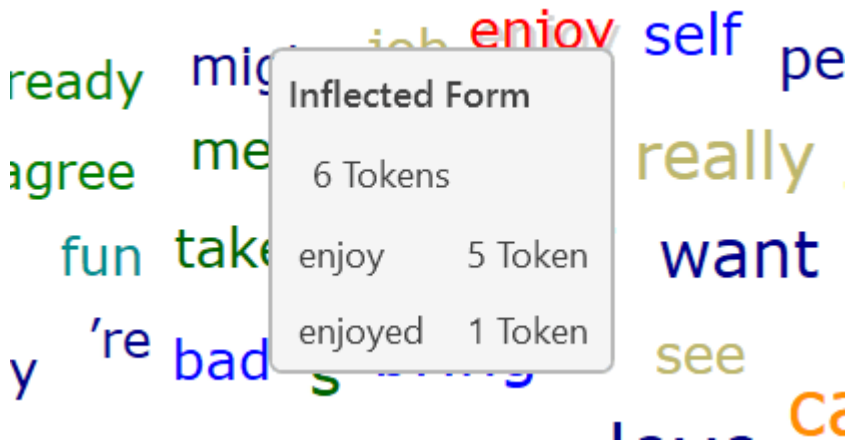 enjoy self
ready
Inflected Form
agree really
6 Tokens
fun take want
enjoy 5 Token
enjoyed 1 Token
’re bad see
y